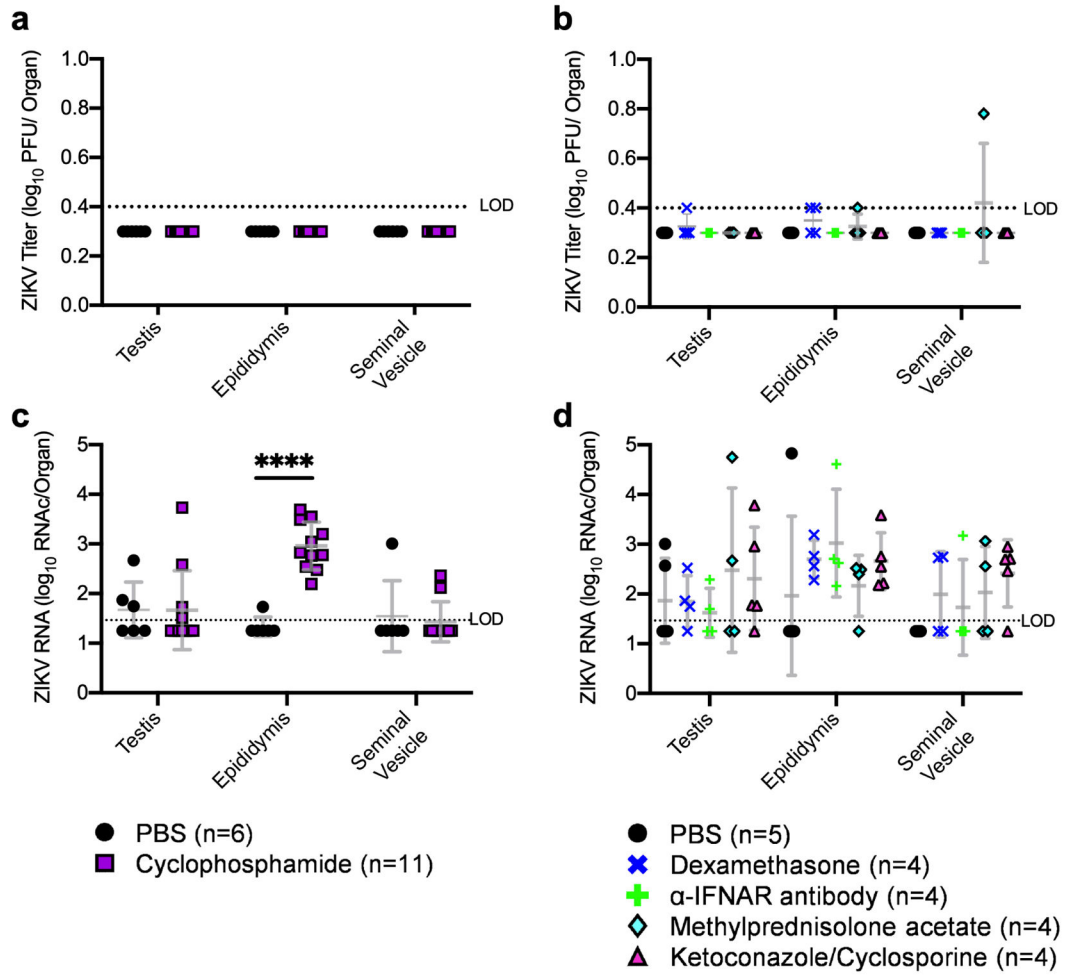 a
ZIKV Titer (log10 PFU/ Organ)
1.0
0.8
0.6
0.4
0.2
0.0
LOD
Testis
Epididymis
Seminal
Vesicle
b
ZIKV Titer (log10 PFU/ Organ)
1.0
0.8
0.6
0.4
0.2
0.0
LOD
Testis
Epididymis
Seminal
Vesicle
c
ZIKV RNA (log10 RNAc/Organ)
5
4
3
2
1
0
****
LOD
Testis
Epididymis
Seminal
Vesicle
d
ZIKV RNA (log10 RNAc/Organ)
5
4
3
2
1
0
LOD
Testis
Epididymis
Seminal
Vesicle
PBS (n=6)
Cyclophosphamide (n=11)
PBS (n=5)
Dexamethasone (n=4)
α-IFNAR antibody (n=4)
Methylprednisolone acetate (n=4)
Ketoconazole/Cyclosporine (n=4)